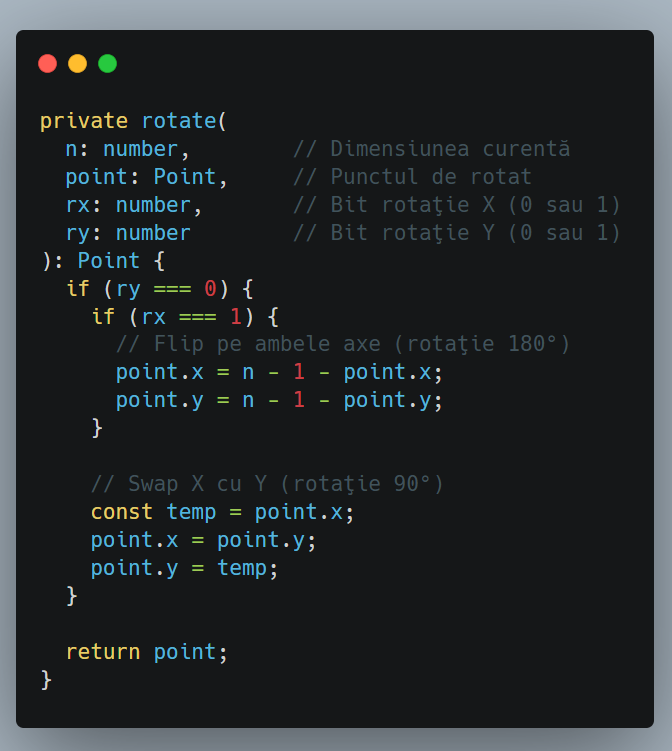 private rotate(
  n: number,        // Dimensiunea curentă
  point: Point,     // Punctul de rotat
  rx: number,       // Bit rotaţie X (0 sau 1)
  ry: number        // Bit rotaţie Y (0 sau 1)
): Point {
  if (ry === 0) {
    if (rx === 1) {
      // Flip pe ambele axe (rotaţie 180°)
      point.x = n - 1 - point.x;
      point.y = n - 1 - point.y;
    }

    // Swap X cu Y (rotaţie 90°)
    const temp = point.x;
    point.x = point.y;
    point.y = temp;
  }

  return point;
}